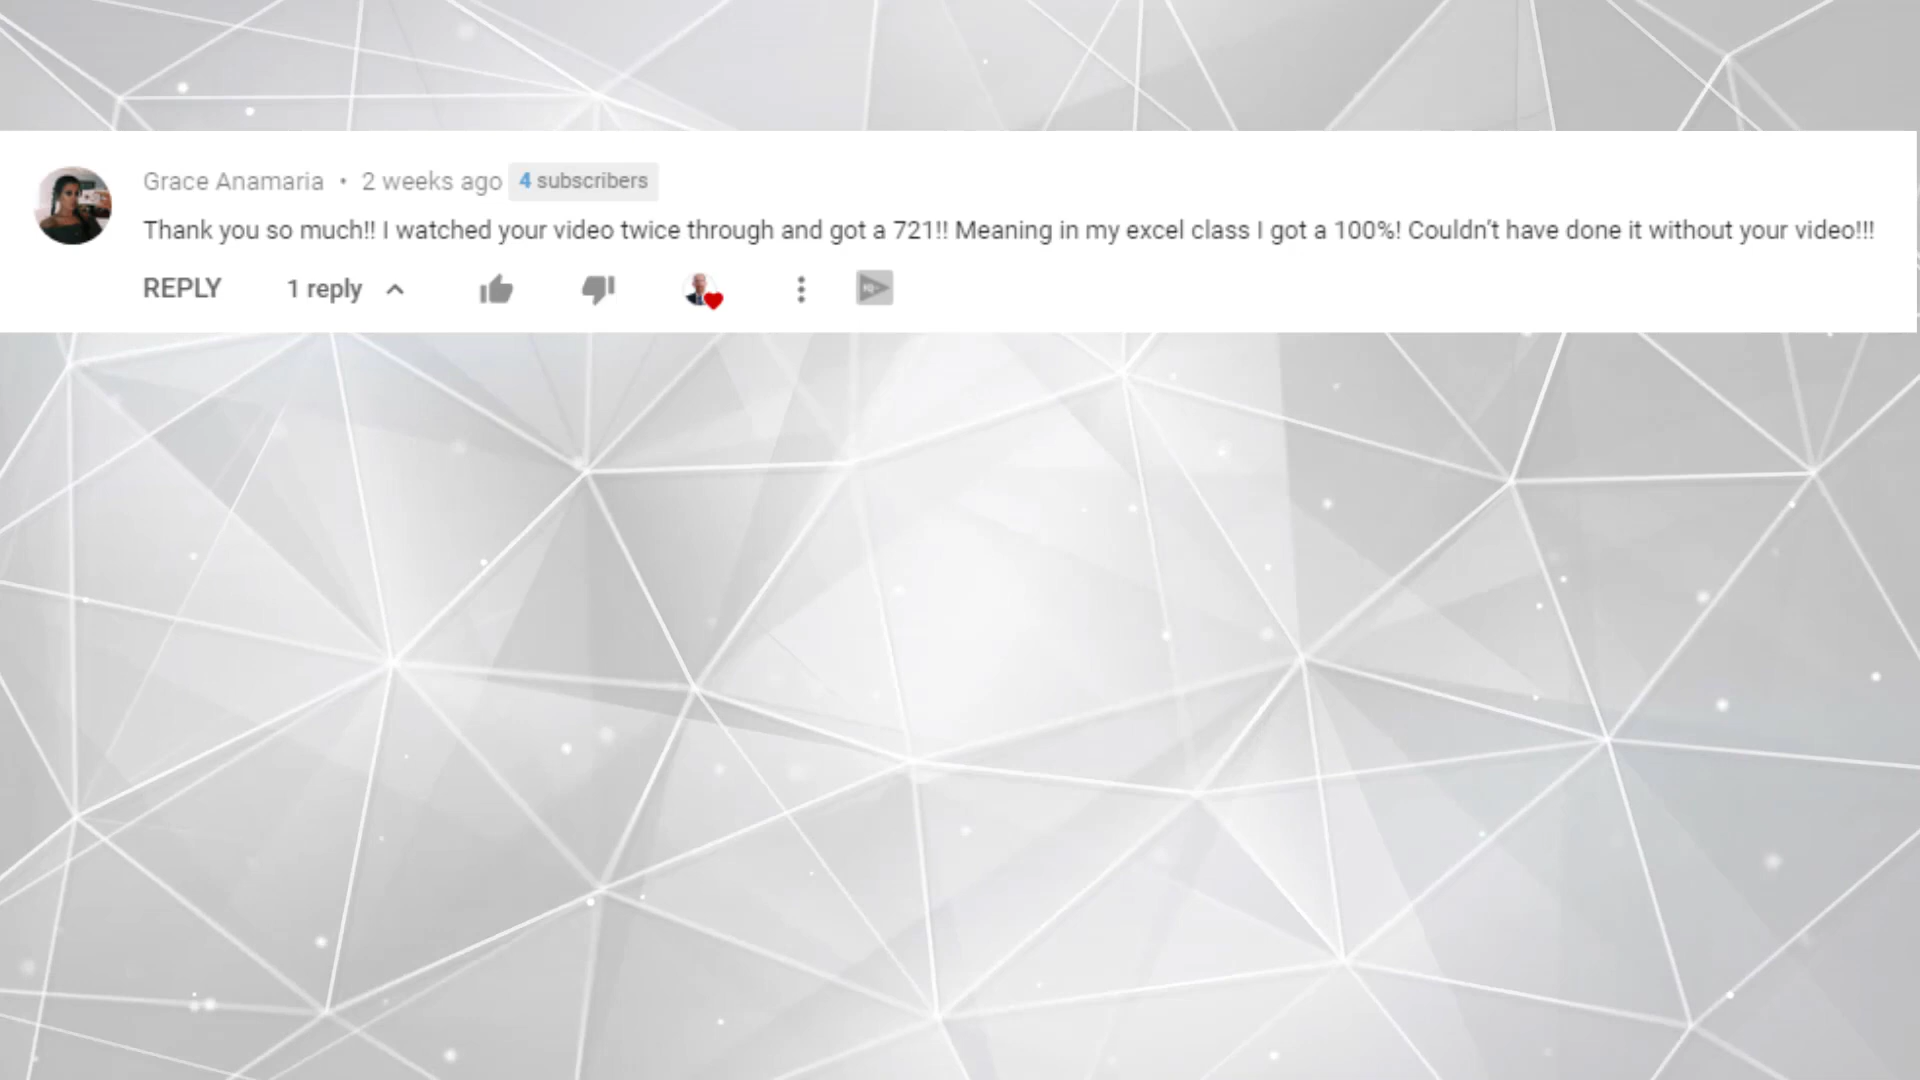 Grace Anamaria • 2 weeks ago 4 subscribers
Thank you so much!! I watched your video twice through and got a 721!! Meaning in my excel class I got a 100%! Couldn't have done it without your video!!!
REPLY 1 reply